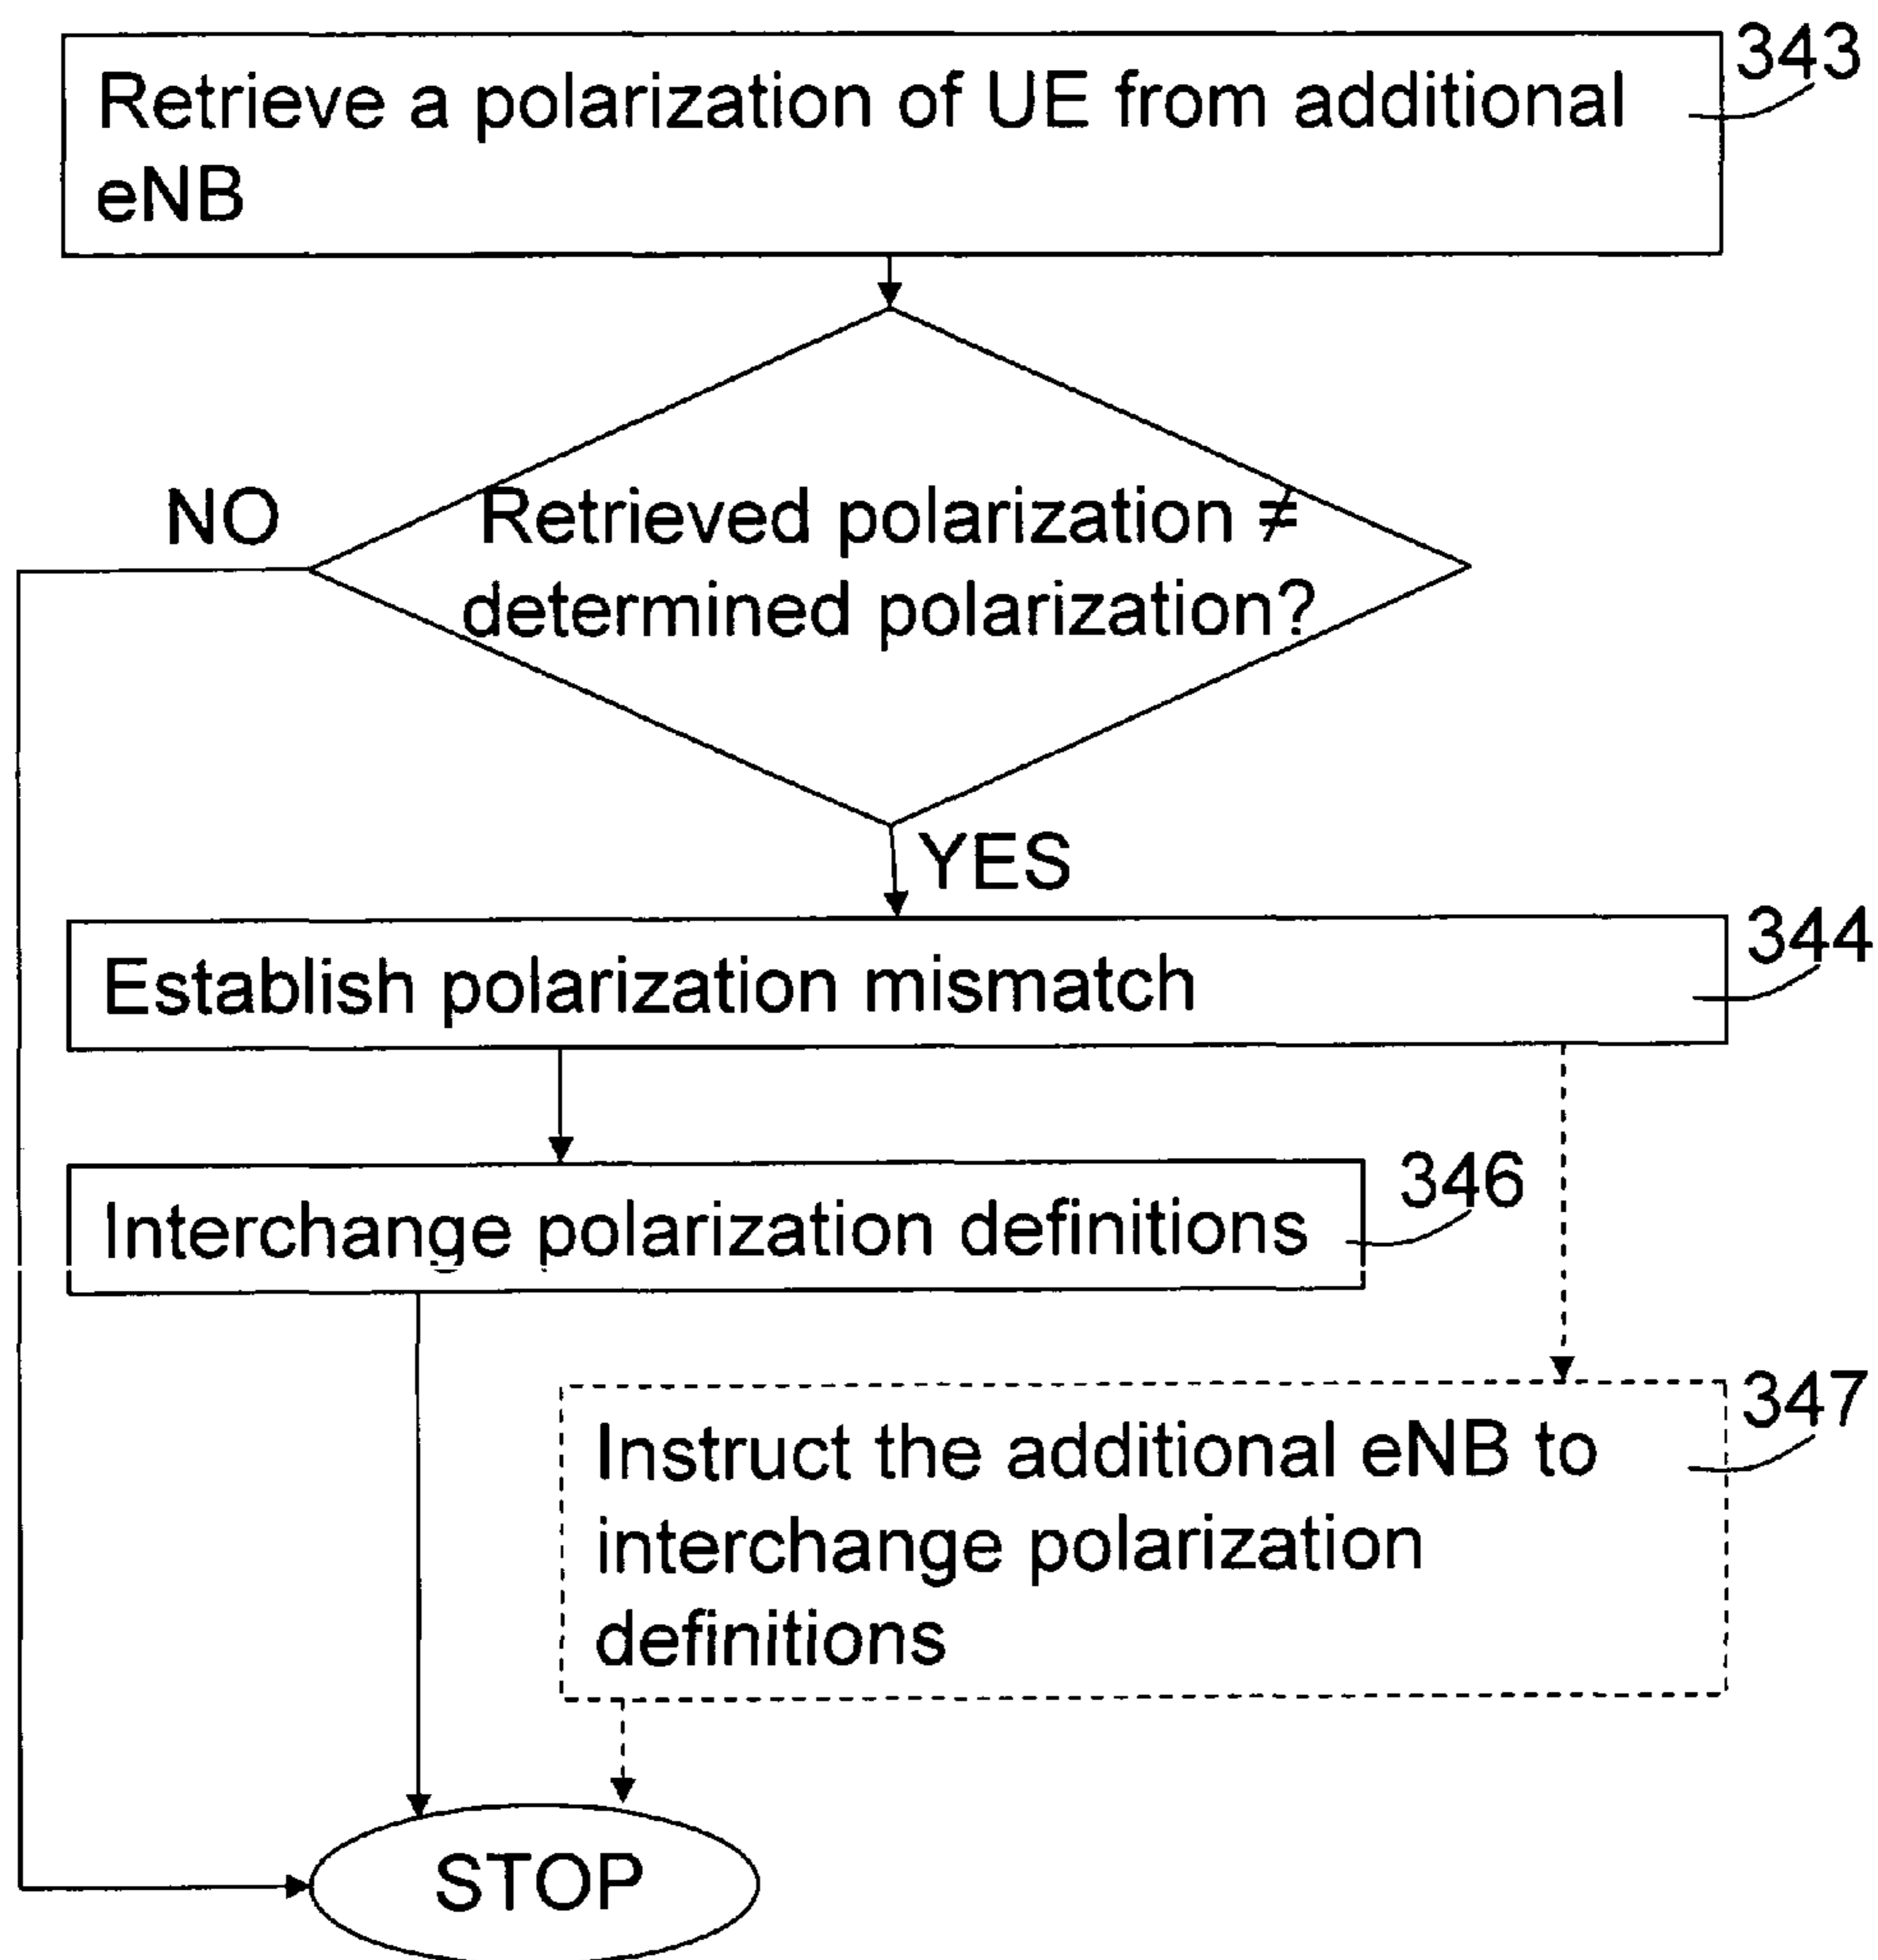 343
Retrieve a polarization of UE from additional
eNB
NO
Retrieved polarization ≠
determined polarization?
YES
344
Establish polarization mismatch
346
Interchange polarization definitions
347
Instruct the additional eNB to
interchange polarization
definitions
STOP